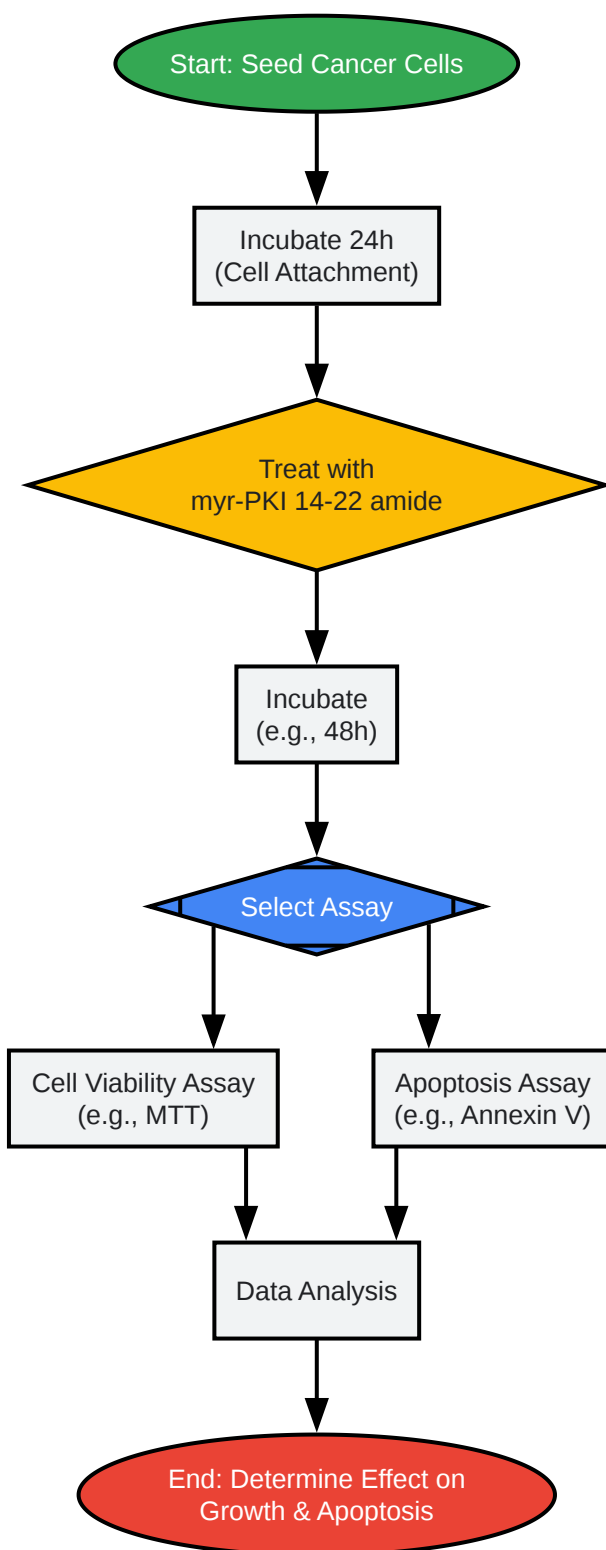 Start: Seed Cancer Cells
Incubate 24h
(Cell Attachment)
Treat with
myr-PKI 14-22 amide
Incubate
(e.g., 48h)
Select Assay
Cell Viability Assay
(e.g., MTT)
Apoptosis Assay
(e.g., Annexin V)
Data Analysis
End: Determine Effect on
Growth & Apoptosis